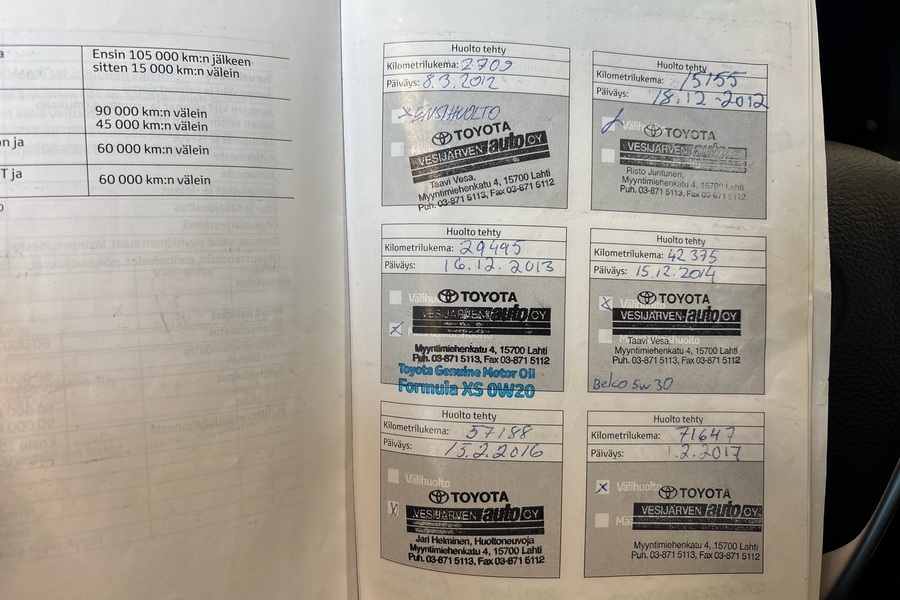 Ensin 105 000 km:n jälkeen
sitten 15 000 km:n välein
90 000 km:n välein
45 000 km:n välein
60 000 km:n välein
T ja
60 000 km:n välein
Huolto tehty
Kilometrilukema: 2709
Päiväys: 8.3.2012
ENSIHUOLTO
TOYOTA
VESIJÄRVEN auto OY
Taavi Vesa,
Myyntimiehenkatu 4, 15700 Lahti
Puh. 03-871 5113, Fax 03-871 5112
Huolto tehty
Kilometrilukema: 15155
Päiväys: 18.12-2012
Välih
TOYOTA
VESIJÄRVEN auto
Risto Juntunen,
Myyntimiehenkatu 4, 15700 Lahti
Puh. 03-871 5113, Fax 03-871 5112
Huolto tehty
Kilometrilukema: 29495
Päiväys: 16.12.2013
Välihu
TOYOTA
VESIJÄRVEN auto OY
Myyntimiehenkatu 4, 15700 Lahti
Puh. 03-871 5113, Fax 03-871 5112
Toyota Genuine Motor Oil
Formula XS 0W20
Huolto tehty
Kilometrilukema: 42375
Päiväys: 15.12.2014
TOYOTA
VESIJÄRVEN auto OY
Taavi Vesa,
Myyntimiehenkatu 4, 15700 Lahti
Puh. 03-871 5113, Fax 03-871 5112
5w30
Huolto tehty
Kilometrilukema: 57188
Päiväys: 15.2.2016
Välihuolto
TOYOTA
VESIJÄRVEN auto OY
Jari Helminen, Huoltoneuvoja
Myyntimiehenkatu 4, 15700 Lahti
Puh. 03-871 5113, Fax 03-871 5112
Huolto tehty
Kilometrilukema: 71647
Päiväys: 1.2.2017
Välihuolto
TOYOTA
VESIJÄRVEN auto OY
Myyntimiehenkatu 4, 15700 Lahti
Puh. 03-871 5113, Fax 03-871 5112